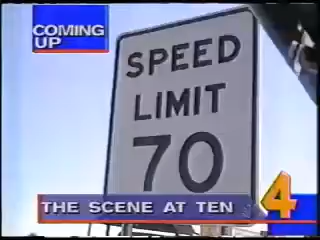 COMING
UP
SPEED
LIMIT
70
THE SCENE AT TEN
4